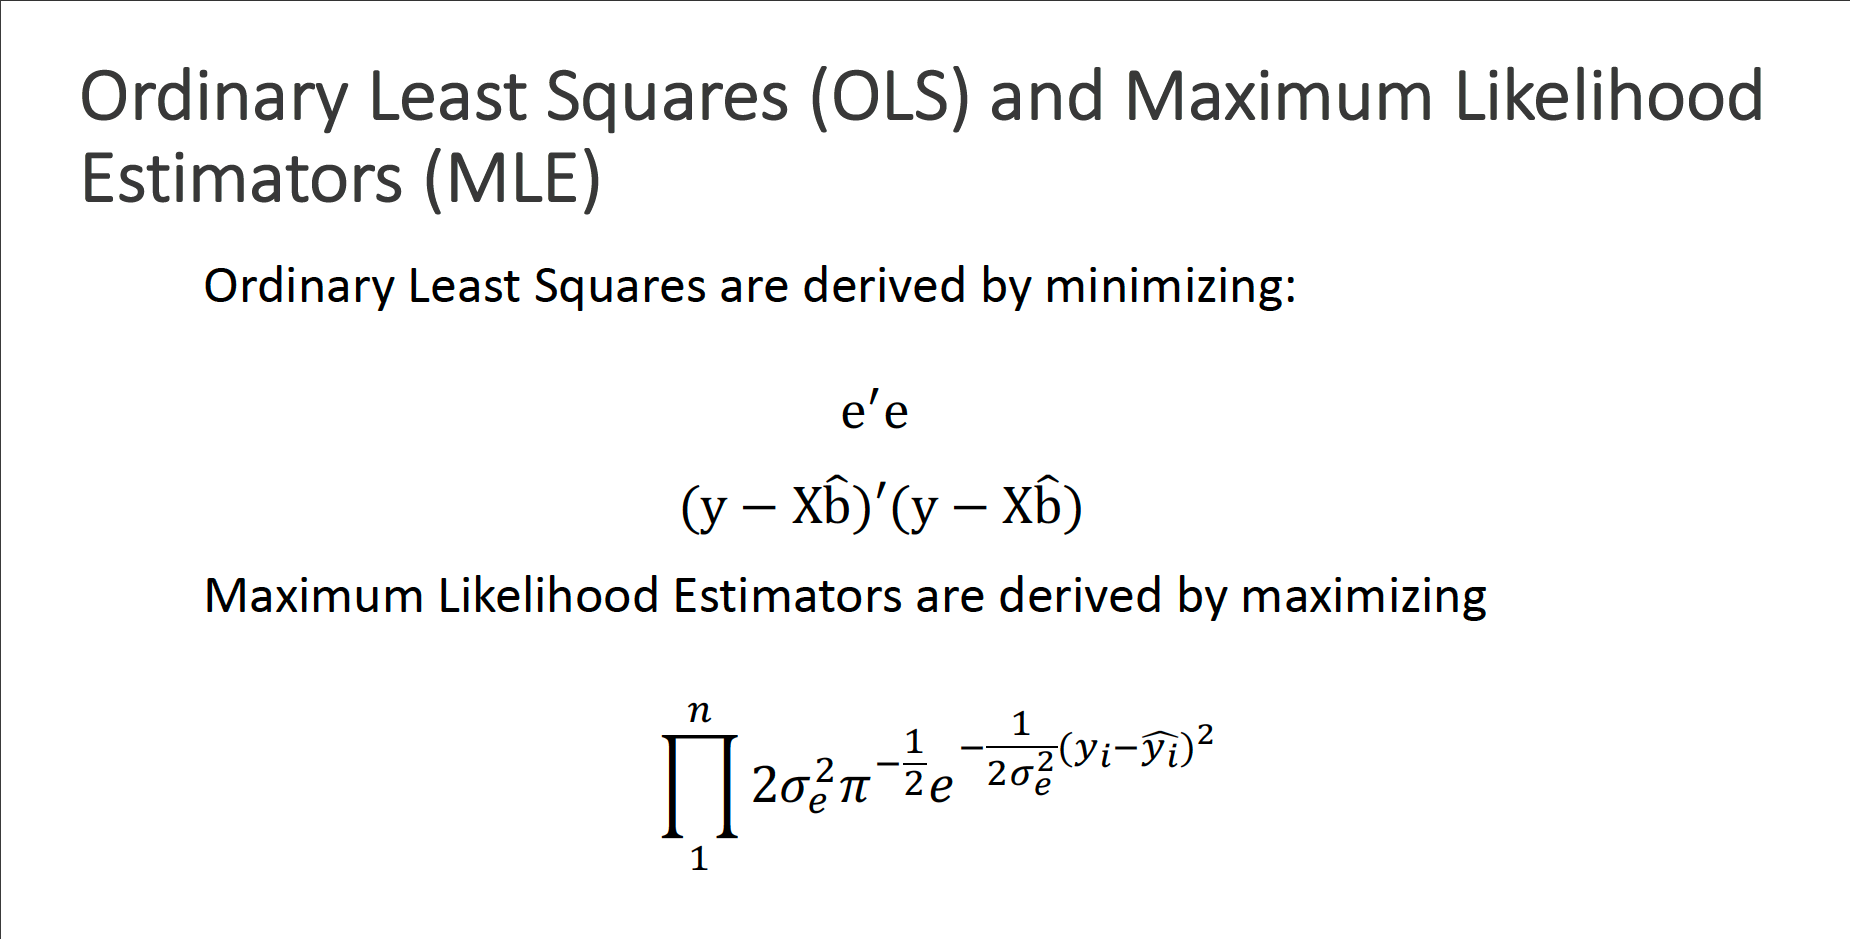 Ordinary Least Squares (OLS) and Maximum Likelihood
Estimators (MLE)
Ordinary Least Squares are derived by minimizing:
e′e
(y − Xb̂)′(y − Xb̂)
Maximum Likelihood Estimators are derived by maximizing
$\prod_{1}^{n} 2\sigma_e^2 \pi^{-\frac{1}{2}} e^{-\frac{1}{2\sigma_e^2}(y_i - \widehat{y_i})^2}$